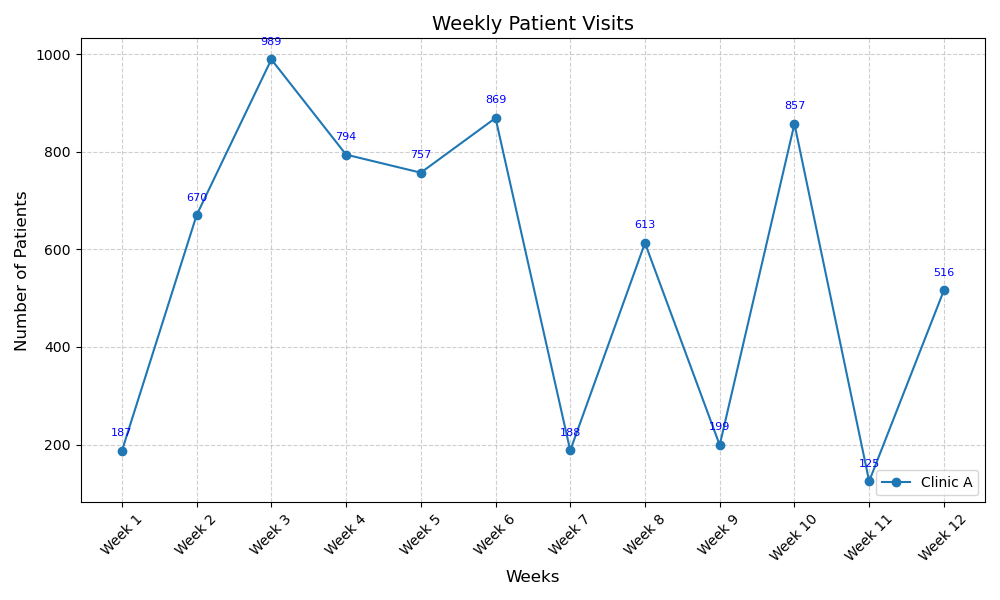 Weekly Patient Visits
Number of Patients
1000
800
600
400
200
187
670
989
794
757
869
188
613
199
857
125
516
Clinic A
Week 1
Week 2
Week 3
Week 4
Week 5
Week 6
Week 7
Week 8
Week 9
Week 10
Week 11
Week 12
Weeks